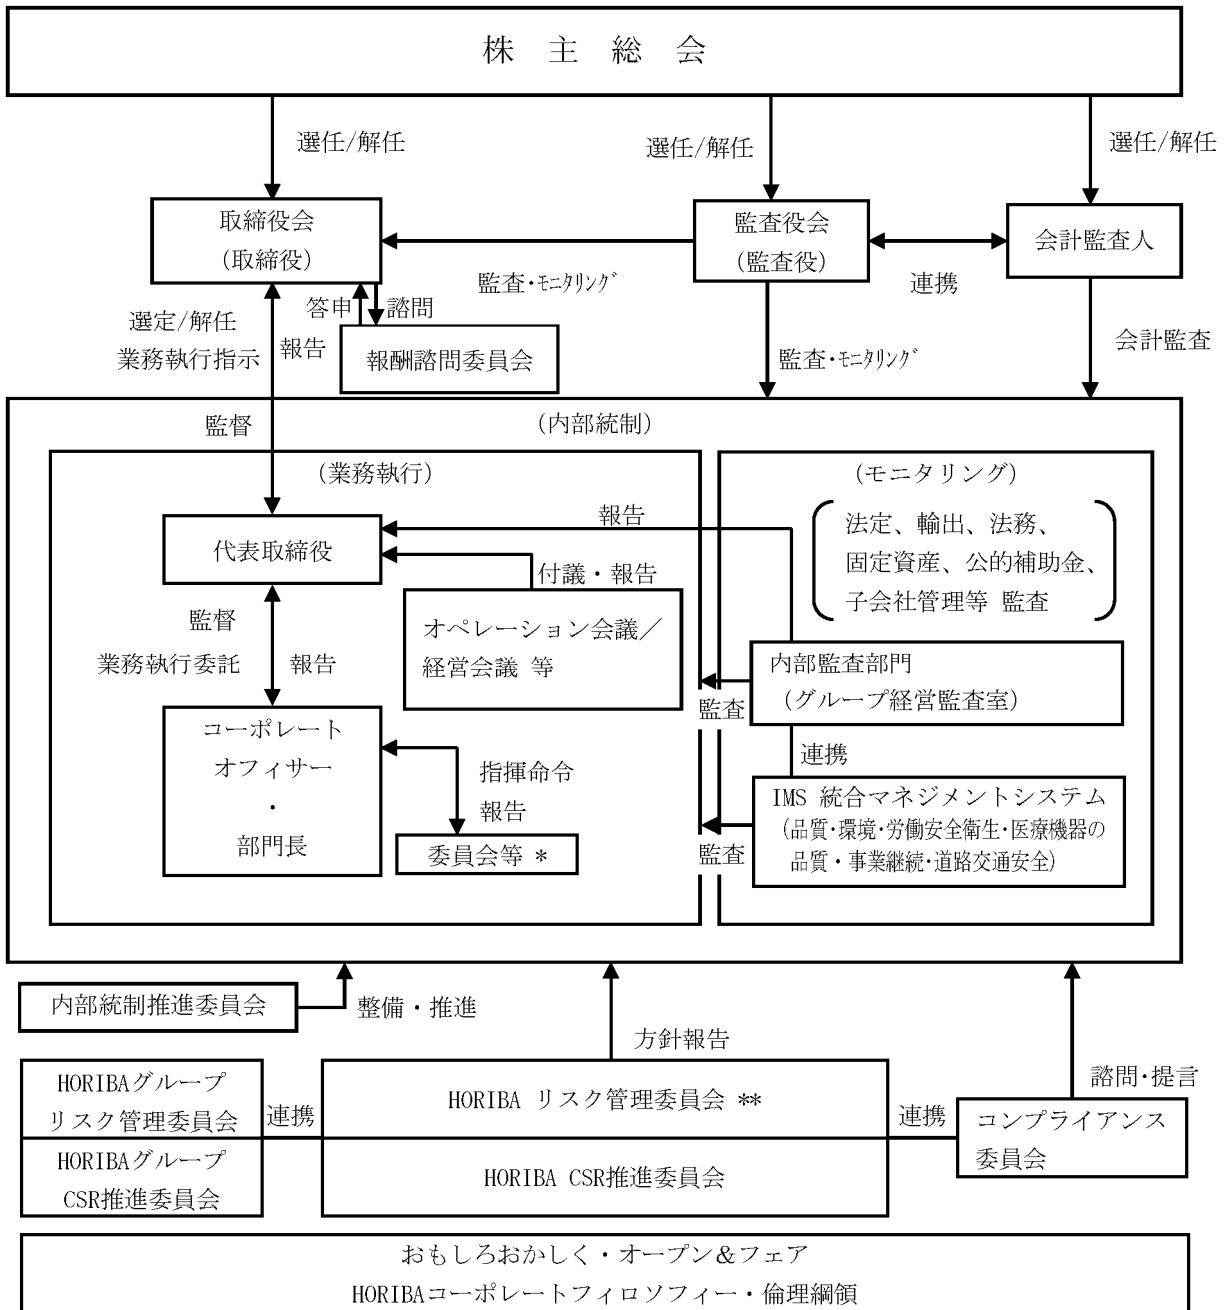 株 主 総 会
選任/解任
選任/解任
選任/解任
取締役会
(取締役)
監査役会
(監査役)
会計監査人
監査・モニタリング
連携
答申
諮問
選定/解任
業務執行指示
報告
報酬諮問委員会
監査・モニタリング
会計監査
監督
(内部統制)
(業務執行)
(モニタリング)
報告
法定、輸出、法務、
固定資産、公的補助金、
子会社管理等 監査
代表取締役
付議・報告
監督
業務執行委託
報告
オペレーション会議／
経営会議 等
内部監査部門
(グループ経営監査室)
監査
コーポレート
オフィサー
・
部門長
指揮命令
報告
委員会等 *
連携
IMS 統合マネジメントシステム
(品質・環境・労働安全衛生・医療機器の
品質・事業継続・道路交通安全)
監査
内部統制推進委員会
整備・推進
方針報告
諮問・提言
HORIBAグループ
リスク管理委員会
連携
HORIBA リスク管理委員会 **
連携
コンプライアンス
委員会
HORIBAグループ
CSR推進委員会
HORIBA CSR推進委員会
おもしろおかしく・オープン＆フェア
HORIBAコーポレートフィロソフィー・倫理綱領